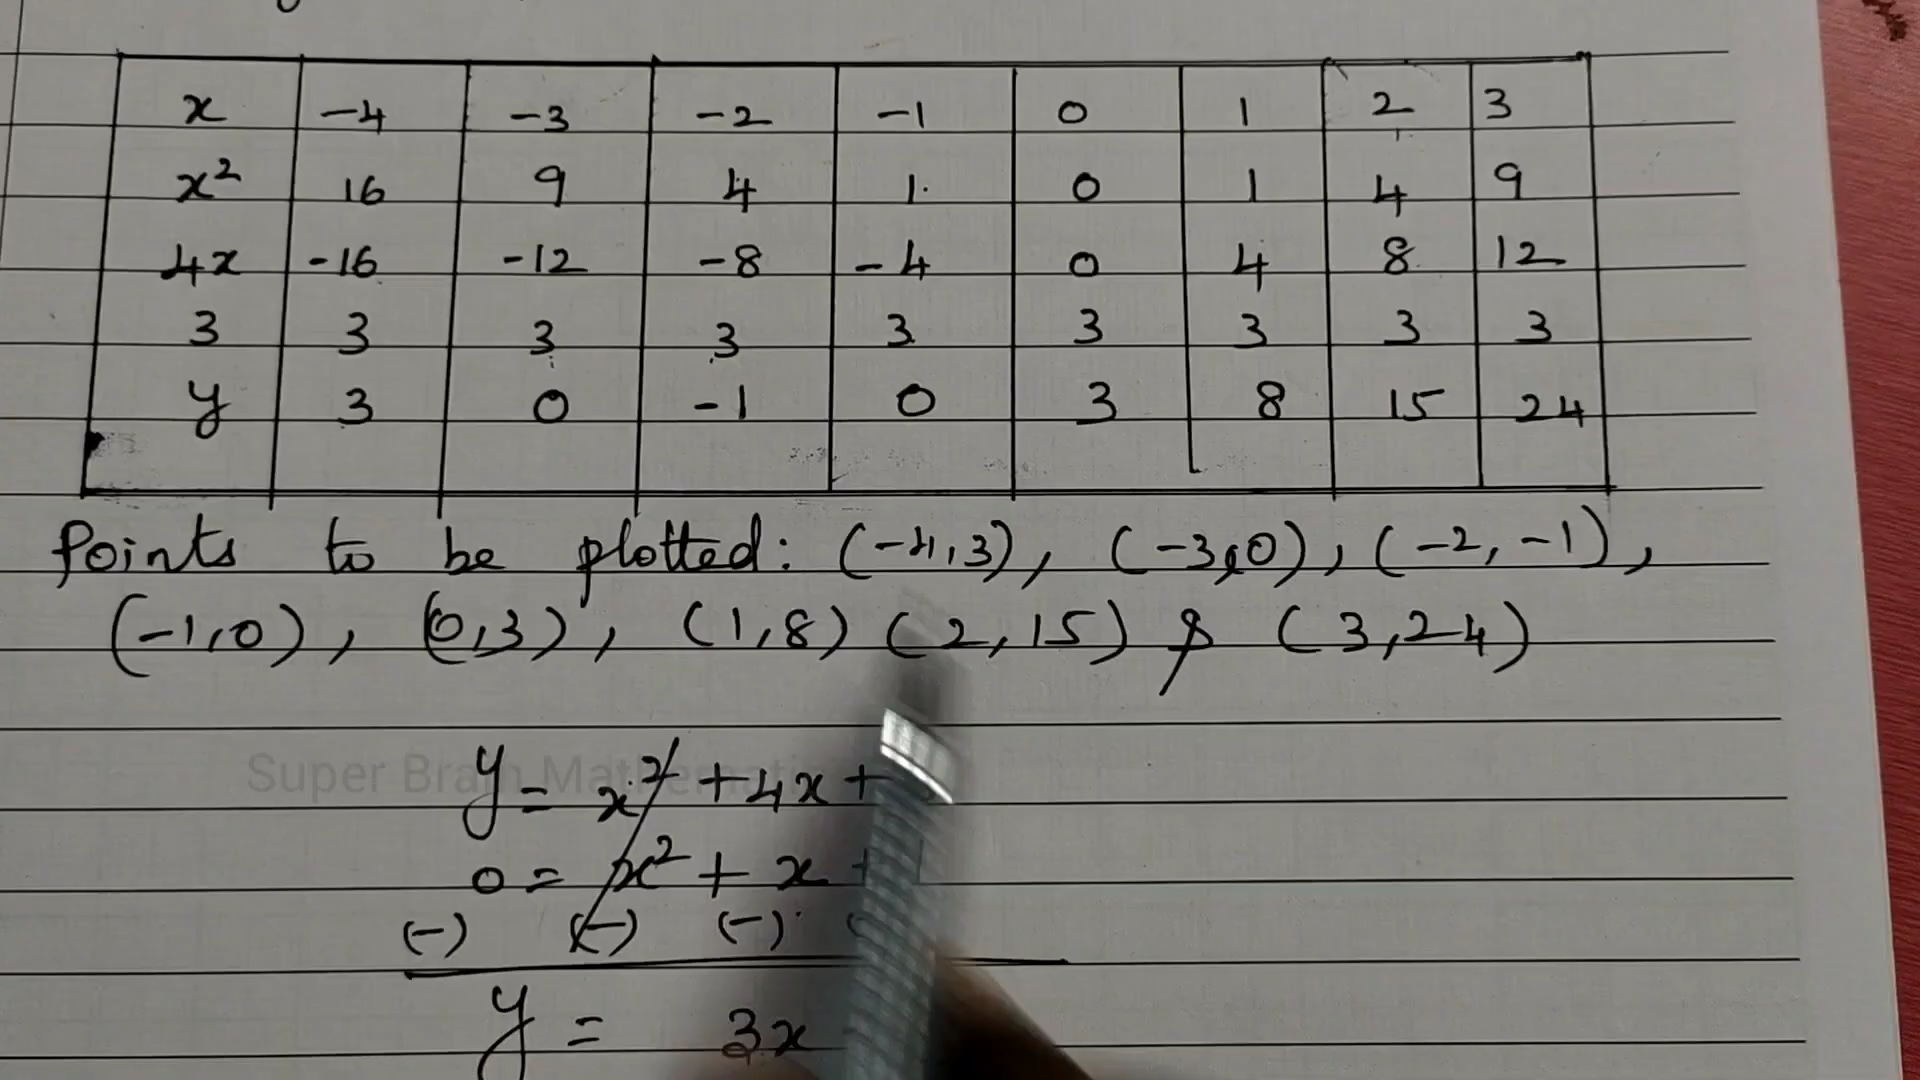 x -4 -3 -2 -1 0 1 2 3
x² 16 9 4 1 0 1 4 9
4x -16 -12 -8 -4 0 4 8 12
3 3 3 3 3 3 3 3 3
y 3 0 -1 0 3 8 15 24
Points to be plotted: (-4,3), (-3,0), (-2,-1),
(-1,0), (0,3), (1,8) (2,15) & (3,24)
Super Brain Mathemati
y = x² + 4x +
0 = x² + x +
(-) (-) (-)
y = 3x